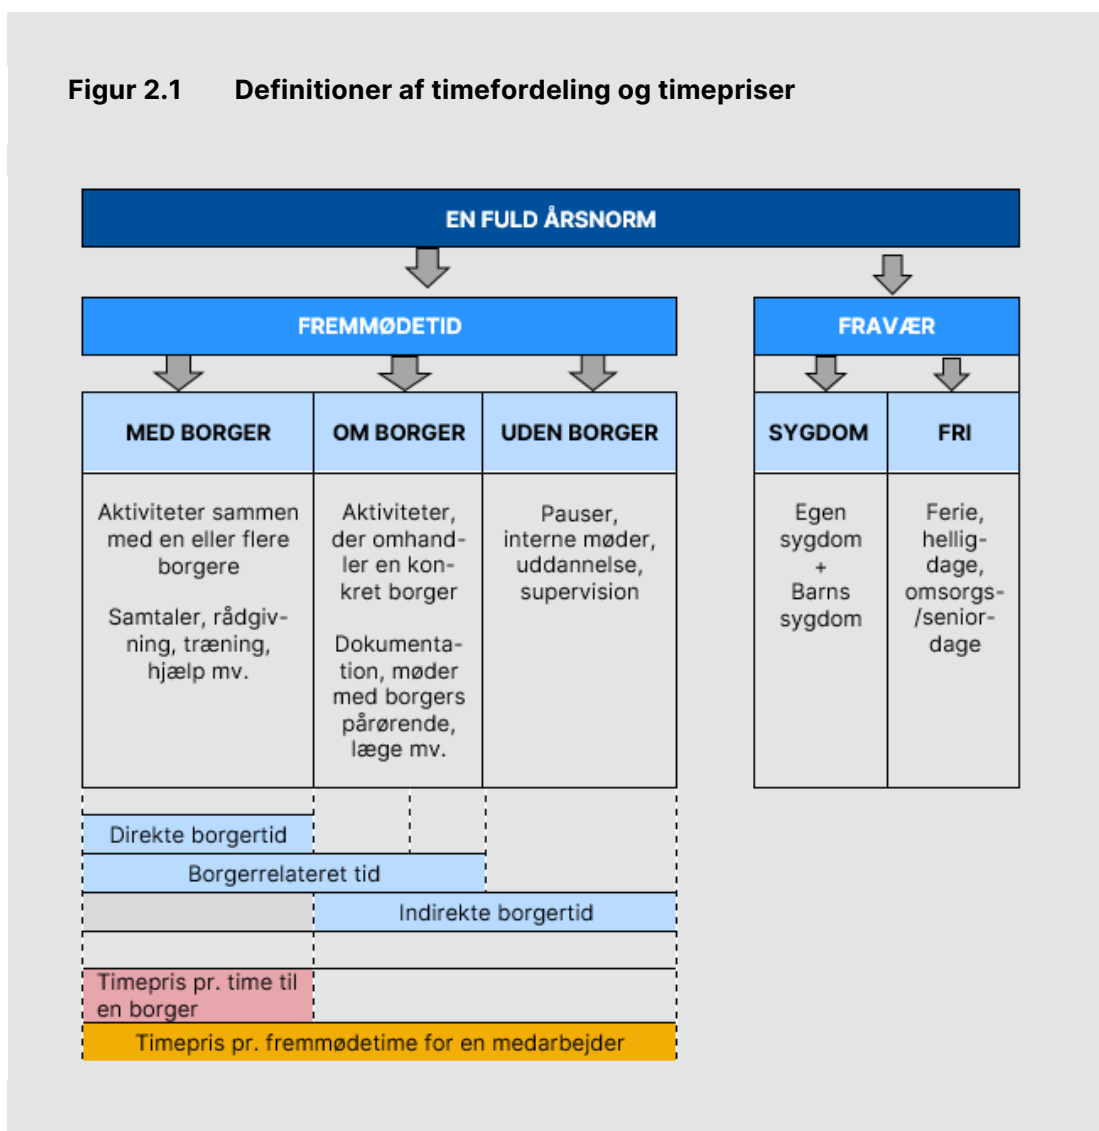 Figur 2.1 Definitioner af timefordeling og timepriser
EN FULD ÅRSNORM
FREMMØDETID
FRAVÆR
MED BORGER
OM BORGER
UDEN BORGER
SYGDOM
FRI
Aktiviteter sammen
med en eller flere
borgere
Samtaler, rådgiv-
ning, træning,
hjælp mv.
Aktiviteter,
der omhand-
ler en kon-
kret borger
Dokumenta-
tion, møder
med borgers
pårørende,
læge mv.
Pauser,
interne møder,
uddannelse,
supervision
Egen
sygdom
+
Barns
sygdom
Ferie,
hellig-
dage,
omsorgs-
/senior-
dage
Direkte borgertid
Borgerrelateret tid
Indirekte borgertid
Timepris pr. time til
en borger
Timepris pr. fremmødetime for en medarbejder